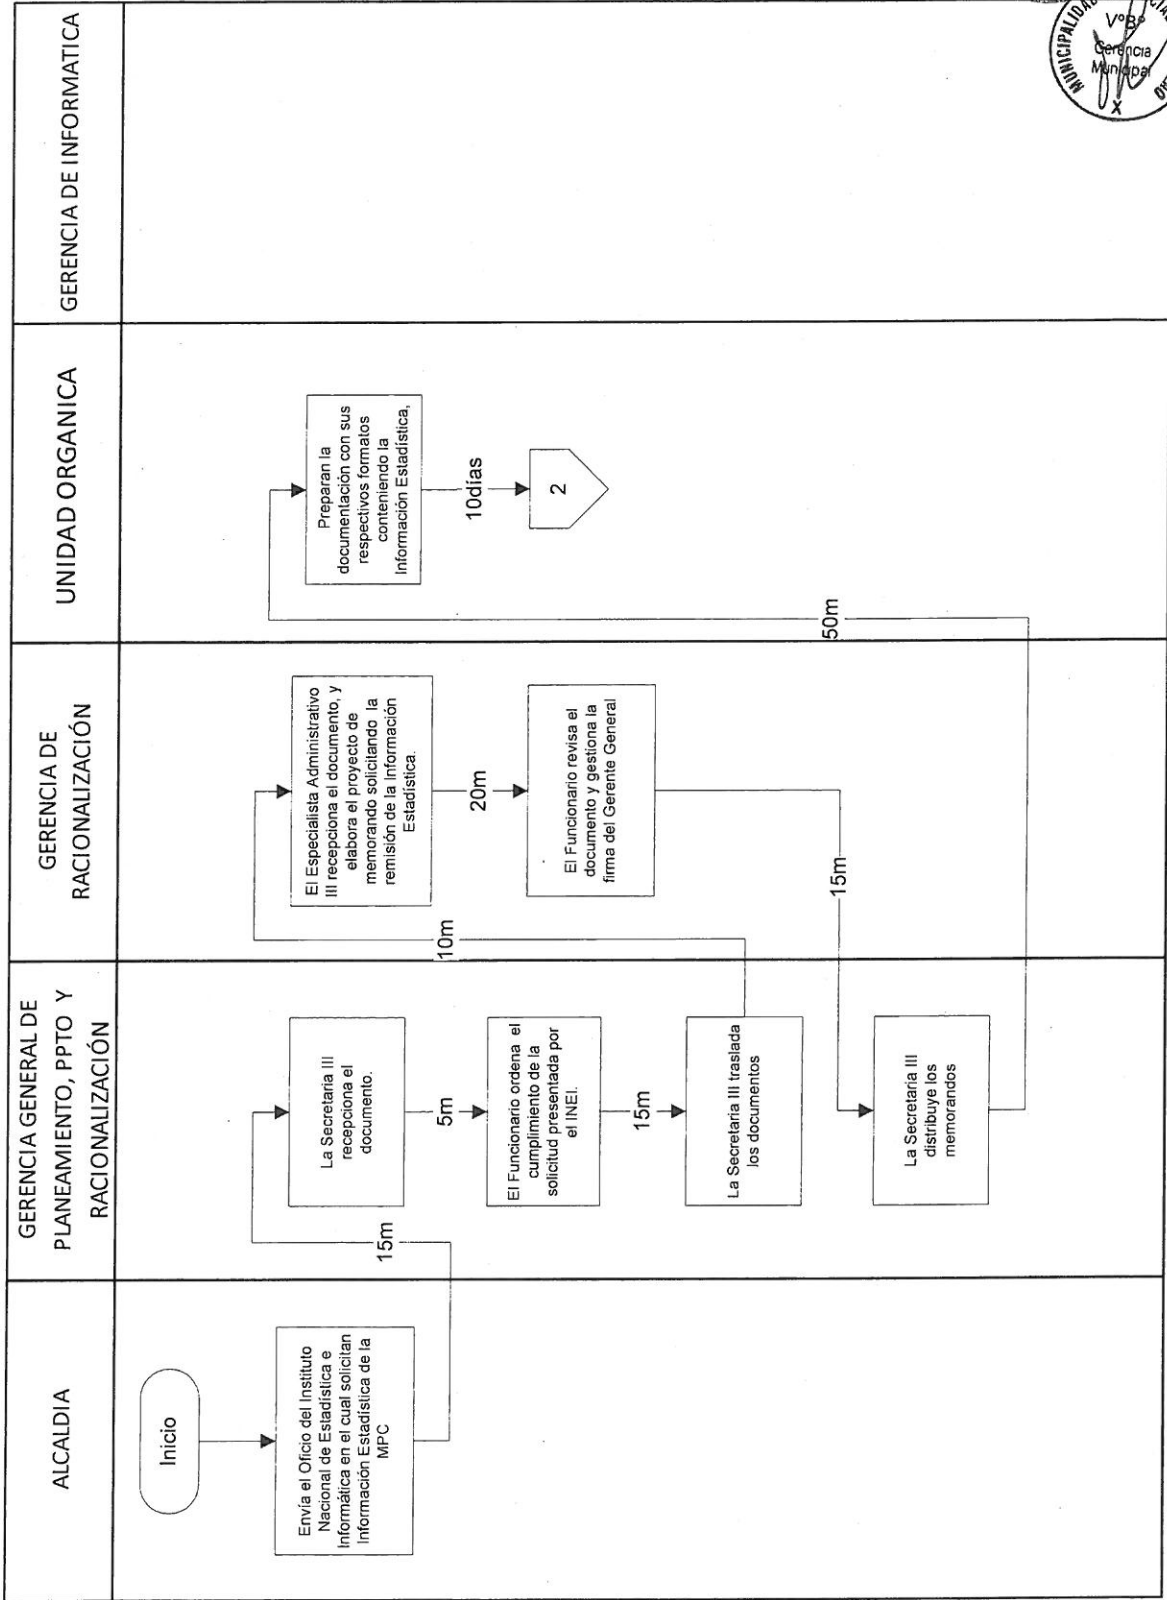 ALCALDIA
GERENCIA GENERAL DE
PLANEAMIENTO, PPTO Y
RACIONALIZACIÓN
GERENCIA DE
RACIONALIZACIÓN
UNIDAD ORGANICA
GERENCIA DE INFORMATICA
Inicio
Envía el Oficio del Instituto
Nacional de Estadística e
Informática en el cual solicitan
Información Estadística de la
MPC
15m
La Secretaria III
recepciona el
documento.
5m
El Funcionario ordena el
cumplimiento de la
solicitud presentada por
el INEI.
15m
La Secretaria III traslada
los documentos
10m
El Especialista Administrativo
III recepciona el documento, y
elabora el proyecto de
memorando solicitando la
remisión de la Información
Estadística.
20m
El Funcionario revisa el
documento y gestiona la
firma del Gerente General
15m
La Secretaria III
distribuye los
memorandos
50m
Preparan la
documentación con sus
respectivos formatos
conteniendo la
Información Estadística,
10días
2
MUNICIPALIDAD
V°B°
Gerencia
Municipal